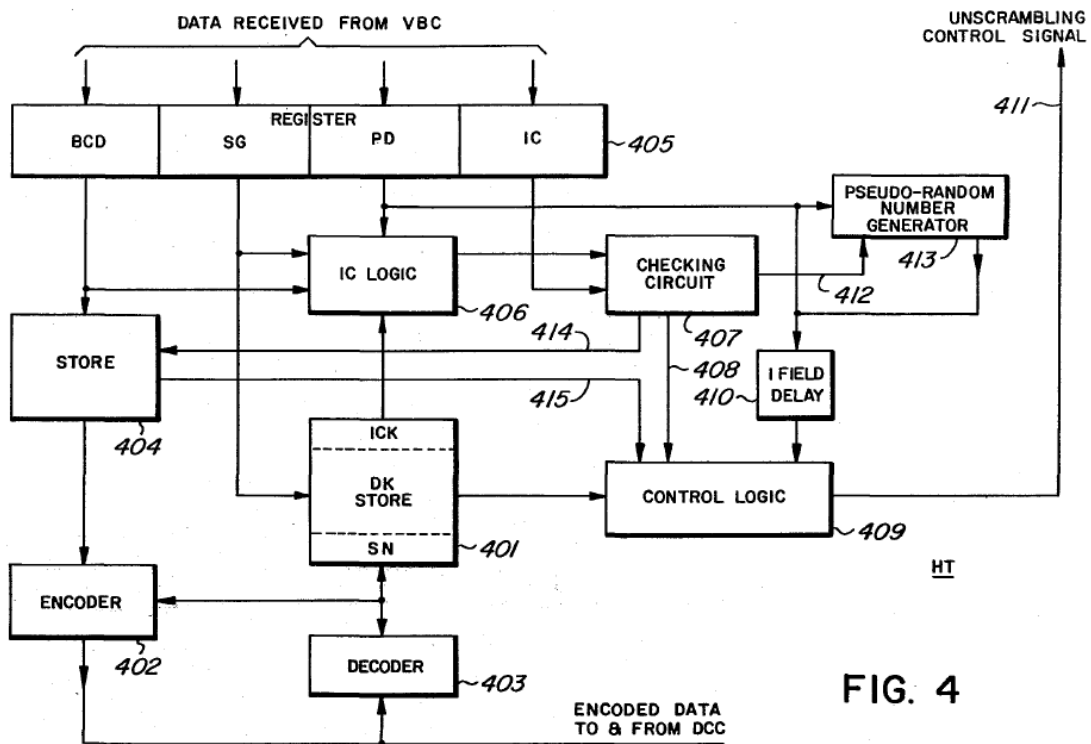 DATA RECEIVED FROM VBC
UNSCRAMBLING
CONTROL SIGNAL
411
REGISTER
BCD
SG
PD
IC
405
PSEUDO-RANDOM
NUMBER
GENERATOR
413
IC LOGIC
406
CHECKING
CIRCUIT
407
412
STORE
404
414
415
408
1 FIELD
DELAY
410
ICK
DK
STORE
SN
401
CONTROL LOGIC
409
HT
ENCODER
402
DECODER
403
ENCODED DATA
TO & FROM DCC
FIG. 4